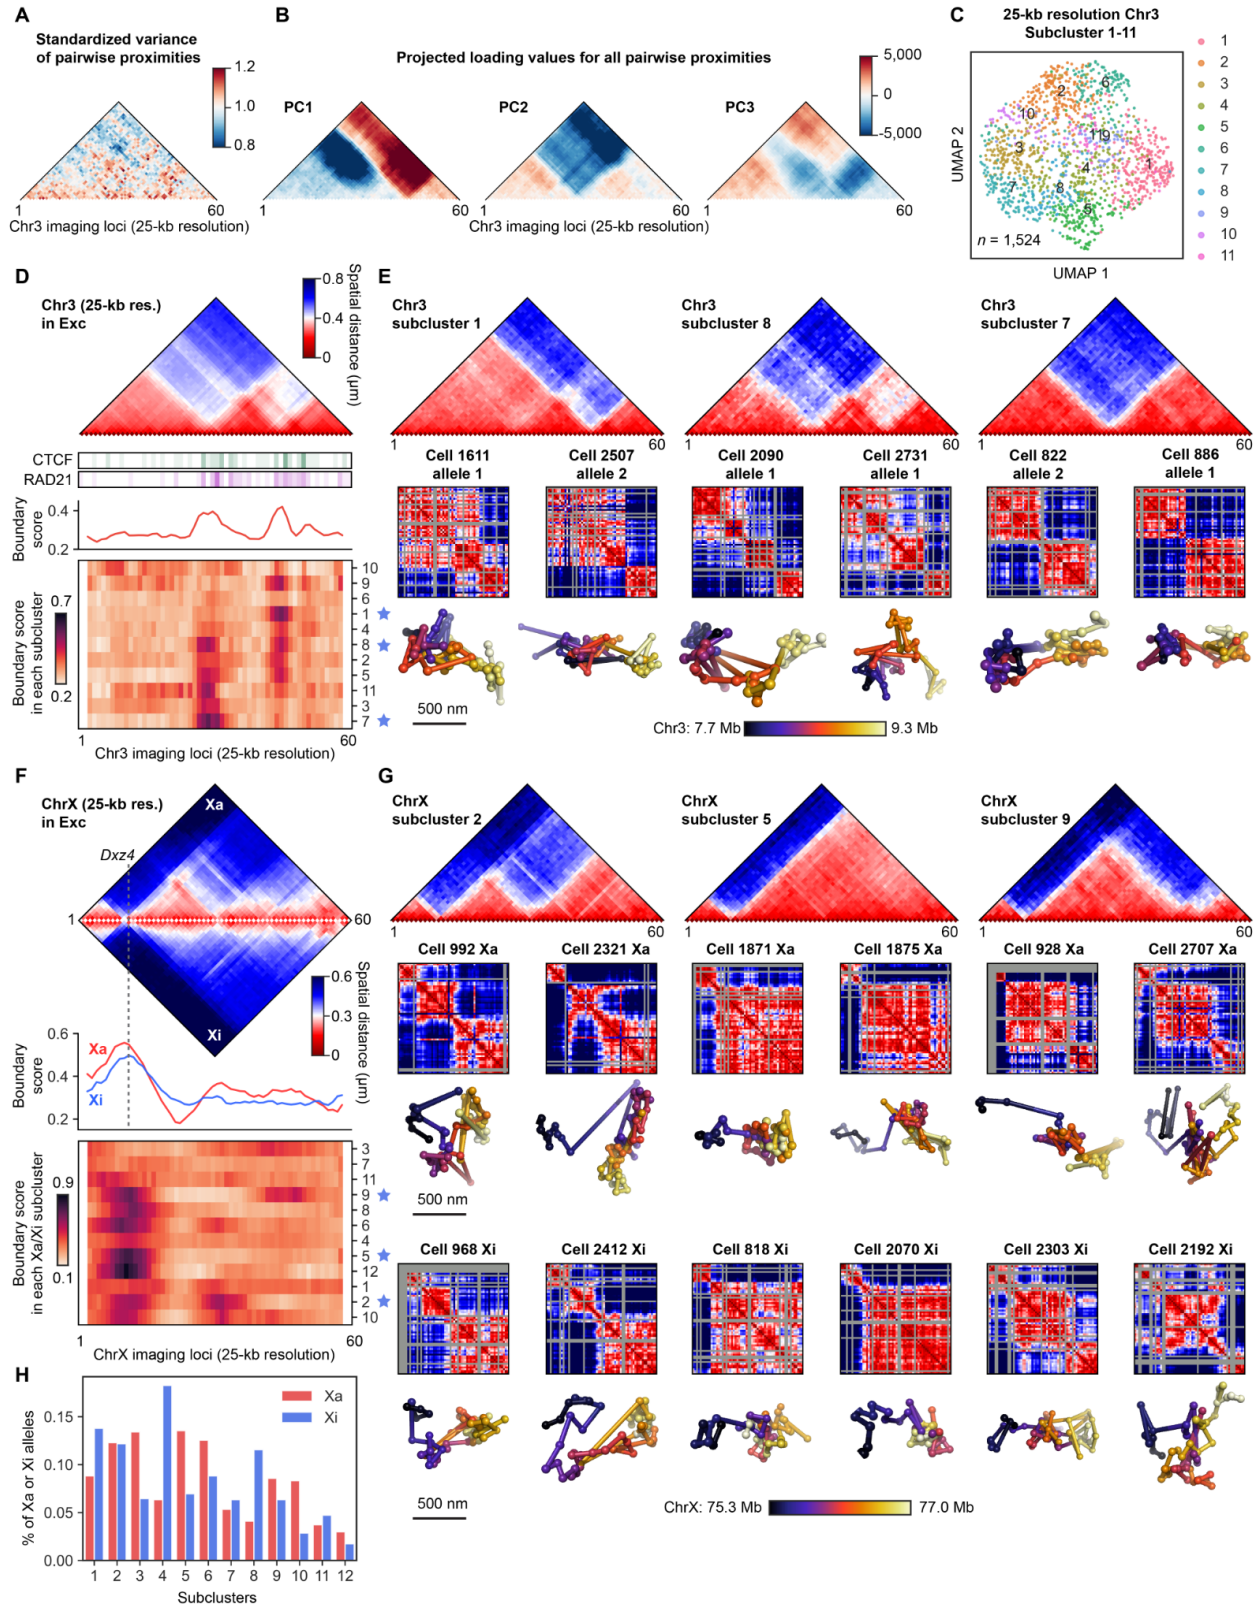 A
Standardized variance
of pairwise proximities
1.2
1.0
0.8
1
60
Chr3 imaging loci (25-kb resolution)
B
Projected loading values for all pairwise proximities
5,000
0
-5,000
PC1
PC2
PC3
1
60
1
60
1
60
Chr3 imaging loci (25-kb resolution)
C
25-kb resolution Chr3
Subcluster 1-11
UMAP 2
UMAP 1
n = 1,524
1
2
3
4
5
6
7
8
9
10
11
2
6
10
11
9
3
4
1
7
8
5
D
Chr3 (25-kb res.)
in Exc
0.8
0.4
0
Spatial distance (μm)
CTCF
RAD21
Boundary
score
0.4
0.2
Boundary score
in each subcluster
0.7
0.2
10
9
6
1
4
8
2
5
11
3
7
1
60
Chr3 imaging loci (25-kb resolution)
E
Chr3
subcluster 1
Chr3
subcluster 8
Chr3
subcluster 7
1
60
1
60
1
60
Cell 1611
allele 1
Cell 2507
allele 2
Cell 2090
allele 1
Cell 2731
allele 1
Cell 822
allele 2
Cell 886
allele 1
500 nm
Chr3: 7.7 Mb
9.3 Mb
F
ChrX (25-kb res.)
in Exc
Xa
Dxz4
1
60
Xi
0.6
0.3
0
Spatial distance (μm)
Boundary
score
0.6
0.4
0.2
Xa
Xi
Boundary score
in each Xa/Xi subcluster
0.9
0.1
3
7
11
9
8
6
4
5
12
1
2
10
1
60
ChrX imaging loci (25-kb resolution)
G
ChrX
subcluster 2
ChrX
subcluster 5
ChrX
subcluster 9
1
60
1
60
1
60
Cell 992 Xa
Cell 2321 Xa
Cell 1871 Xa
Cell 1875 Xa
Cell 928 Xa
Cell 2707 Xa
500 nm
Cell 968 Xi
Cell 2412 Xi
Cell 818 Xi
Cell 2070 Xi
Cell 2303 Xi
Cell 2192 Xi
500 nm
ChrX: 75.3 Mb
77.0 Mb
H
% of Xa or Xi alleles
0.15
0.10
0.05
0.00
Xa
Xi
1
2
3
4
5
6
7
8
9
10
11
12
Subclusters